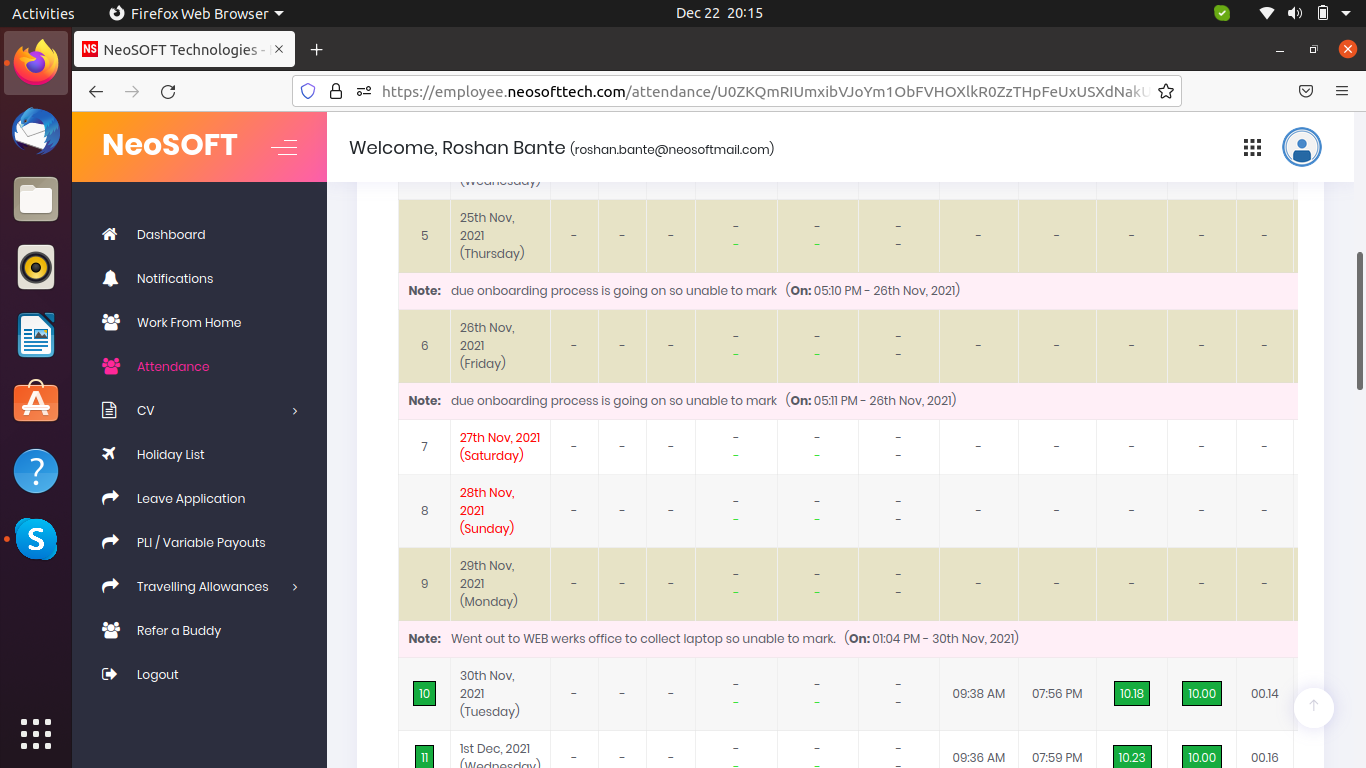 Activities Firefox Web Browser Dec 22 20:15
NS NeoSOFT Technologies -
https://employee.neosofttech.com/attendance/U0ZKQmRIUmxibVJoYm1ObFVHOXlkR0ZzTHpFeUxUSXdNakU
NeoSOFT
Welcome, Roshan Bante (roshan.bante@neosoftmail.com)
Dashboard
Notifications
Work From Home
Attendance
CV
Holiday List
Leave Application
PLI / Variable Payouts
Travelling Allowances
Refer a Buddy
Logout
(Wednesday)
5 25th Nov, 2021 (Thursday) - - - - - - - - - - - - - -
Note: due onboarding process is going on so unable to mark (On: 05:10 PM - 26th Nov, 2021)
6 26th Nov, 2021 (Friday) - - - - - - - - - - - - - -
Note: due onboarding process is going on so unable to mark (On: 05:11 PM - 26th Nov, 2021)
7 27th Nov, 2021 (Saturday) - - - - - - - - - - - - - -
8 28th Nov, 2021 (Sunday) - - - - - - - - - - - - - -
9 29th Nov, 2021 (Monday) - - - - - - - - - - - - - -
Note: Went out to WEB werks office to collect laptop so unable to mark. (On: 01:04 PM - 30th Nov, 2021)
10 30th Nov, 2021 (Tuesday) - - - - - - - - - 09:38 AM 07:56 PM 10.18 10.00 00.14
11 1st Dec, 2021 (Wednesday) - - - - - - - - - 09:36 AM 07:59 PM 10.23 10.00 00.16